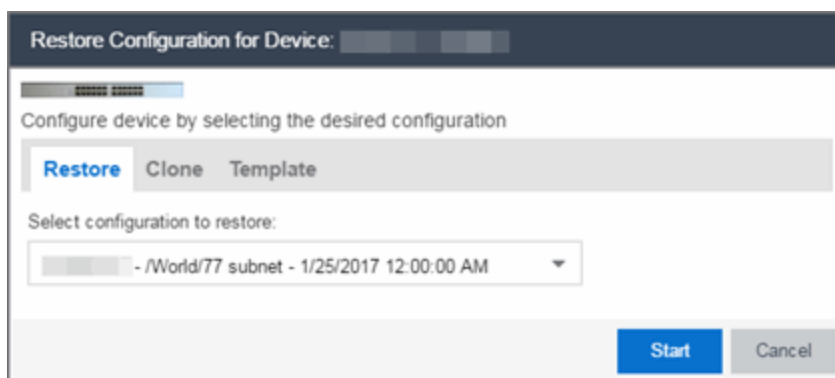 Restore Configuration for Device:
Configure device by selecting the desired configuration
Restore Clone Template
Select configuration to restore:
- /World/77 subnet - 1/25/2017 12:00:00 AM
Start Cancel